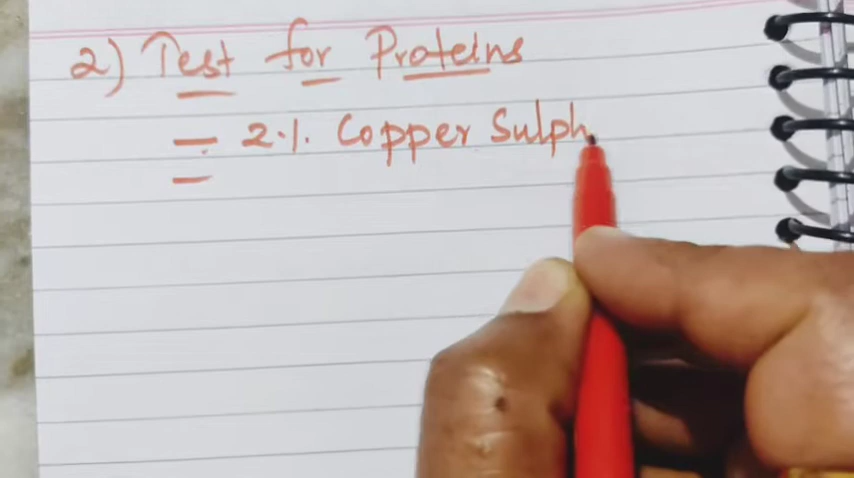 2) Test for Proteins
– 2·/. Copper Sulph
–